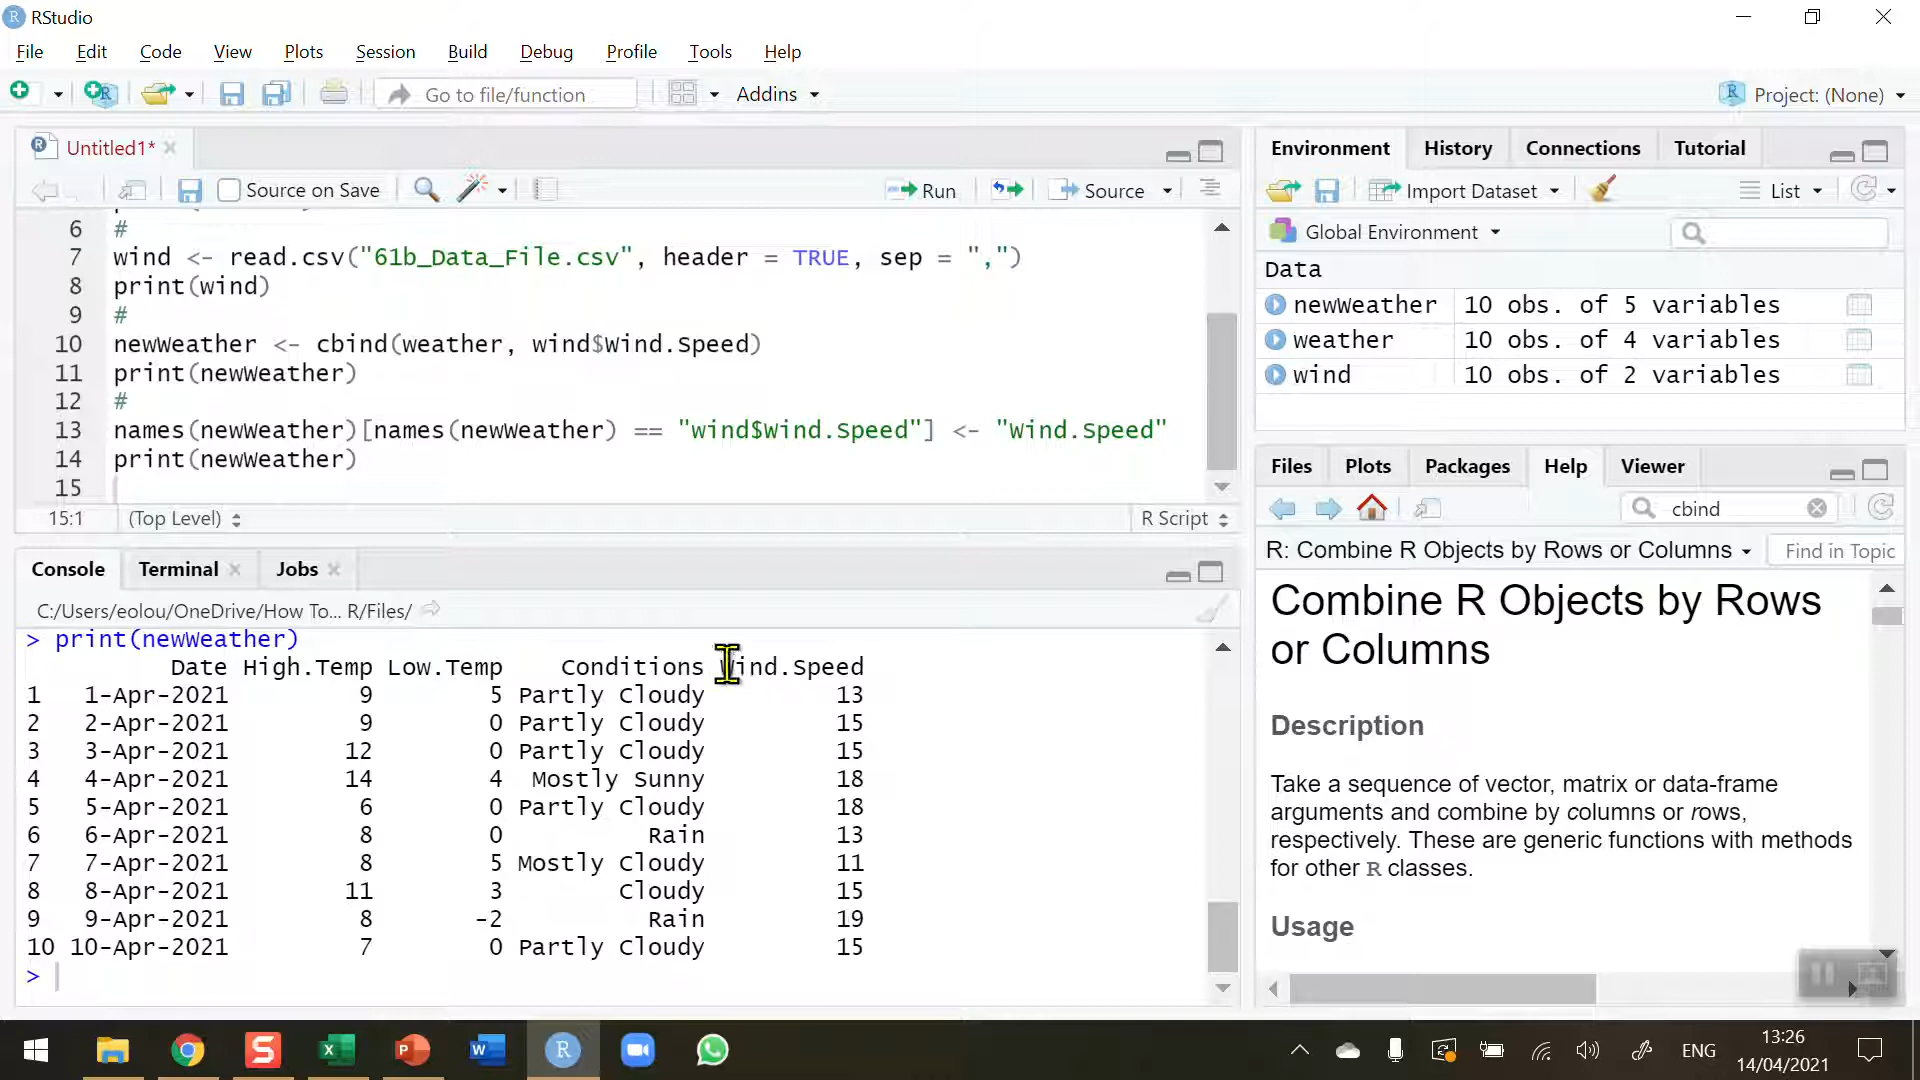 RStudio
File Edit Code View Plots Session Build Debug Profile Tools Help
Go to file/function Addins Project: (None)
Untitled1*
Source on Save Run Source
6 #
7 wind <- read.csv("61b_Data_File.csv", header = TRUE, sep = ",")
8 print(wind)
9 #
10 newWeather <- cbind(weather, wind$Wind.Speed)
11 print(newWeather)
12 #
13 names(newWeather)[names(newWeather) == "wind$Wind.Speed"] <- "Wind.Speed"
14 print(newWeather)
15
15:1 (Top Level) R Script
Console Terminal Jobs
C:/Users/eolou/OneDrive/How To... R/Files/
> print(newWeather)
Date High.Temp Low.Temp Conditions Wind.Speed
1 1-Apr-2021 9 5 Partly Cloudy 13
2 2-Apr-2021 9 0 Partly Cloudy 15
3 3-Apr-2021 12 0 Partly Cloudy 15
4 4-Apr-2021 14 4 Mostly Sunny 18
5 5-Apr-2021 6 0 Partly Cloudy 18
6 6-Apr-2021 8 0 Rain 13
7 7-Apr-2021 8 5 Mostly Cloudy 11
8 8-Apr-2021 11 3 Cloudy 15
9 9-Apr-2021 8 -2 Rain 19
10 10-Apr-2021 7 0 Partly Cloudy 15
>
Environment History Connections Tutorial
Import Dataset List
Global Environment
Data
newWeather 10 obs. of 5 variables
weather 10 obs. of 4 variables
wind 10 obs. of 2 variables
Files Plots Packages Help Viewer
cbind
R: Combine R Objects by Rows or Columns Find in Topic
Combine R Objects by Rows
or Columns
Description
Take a sequence of vector, matrix or data-frame
arguments and combine by columns or rows,
respectively. These are generic functions with methods
for other R classes.
Usage
ENG
13:26
14/04/2021